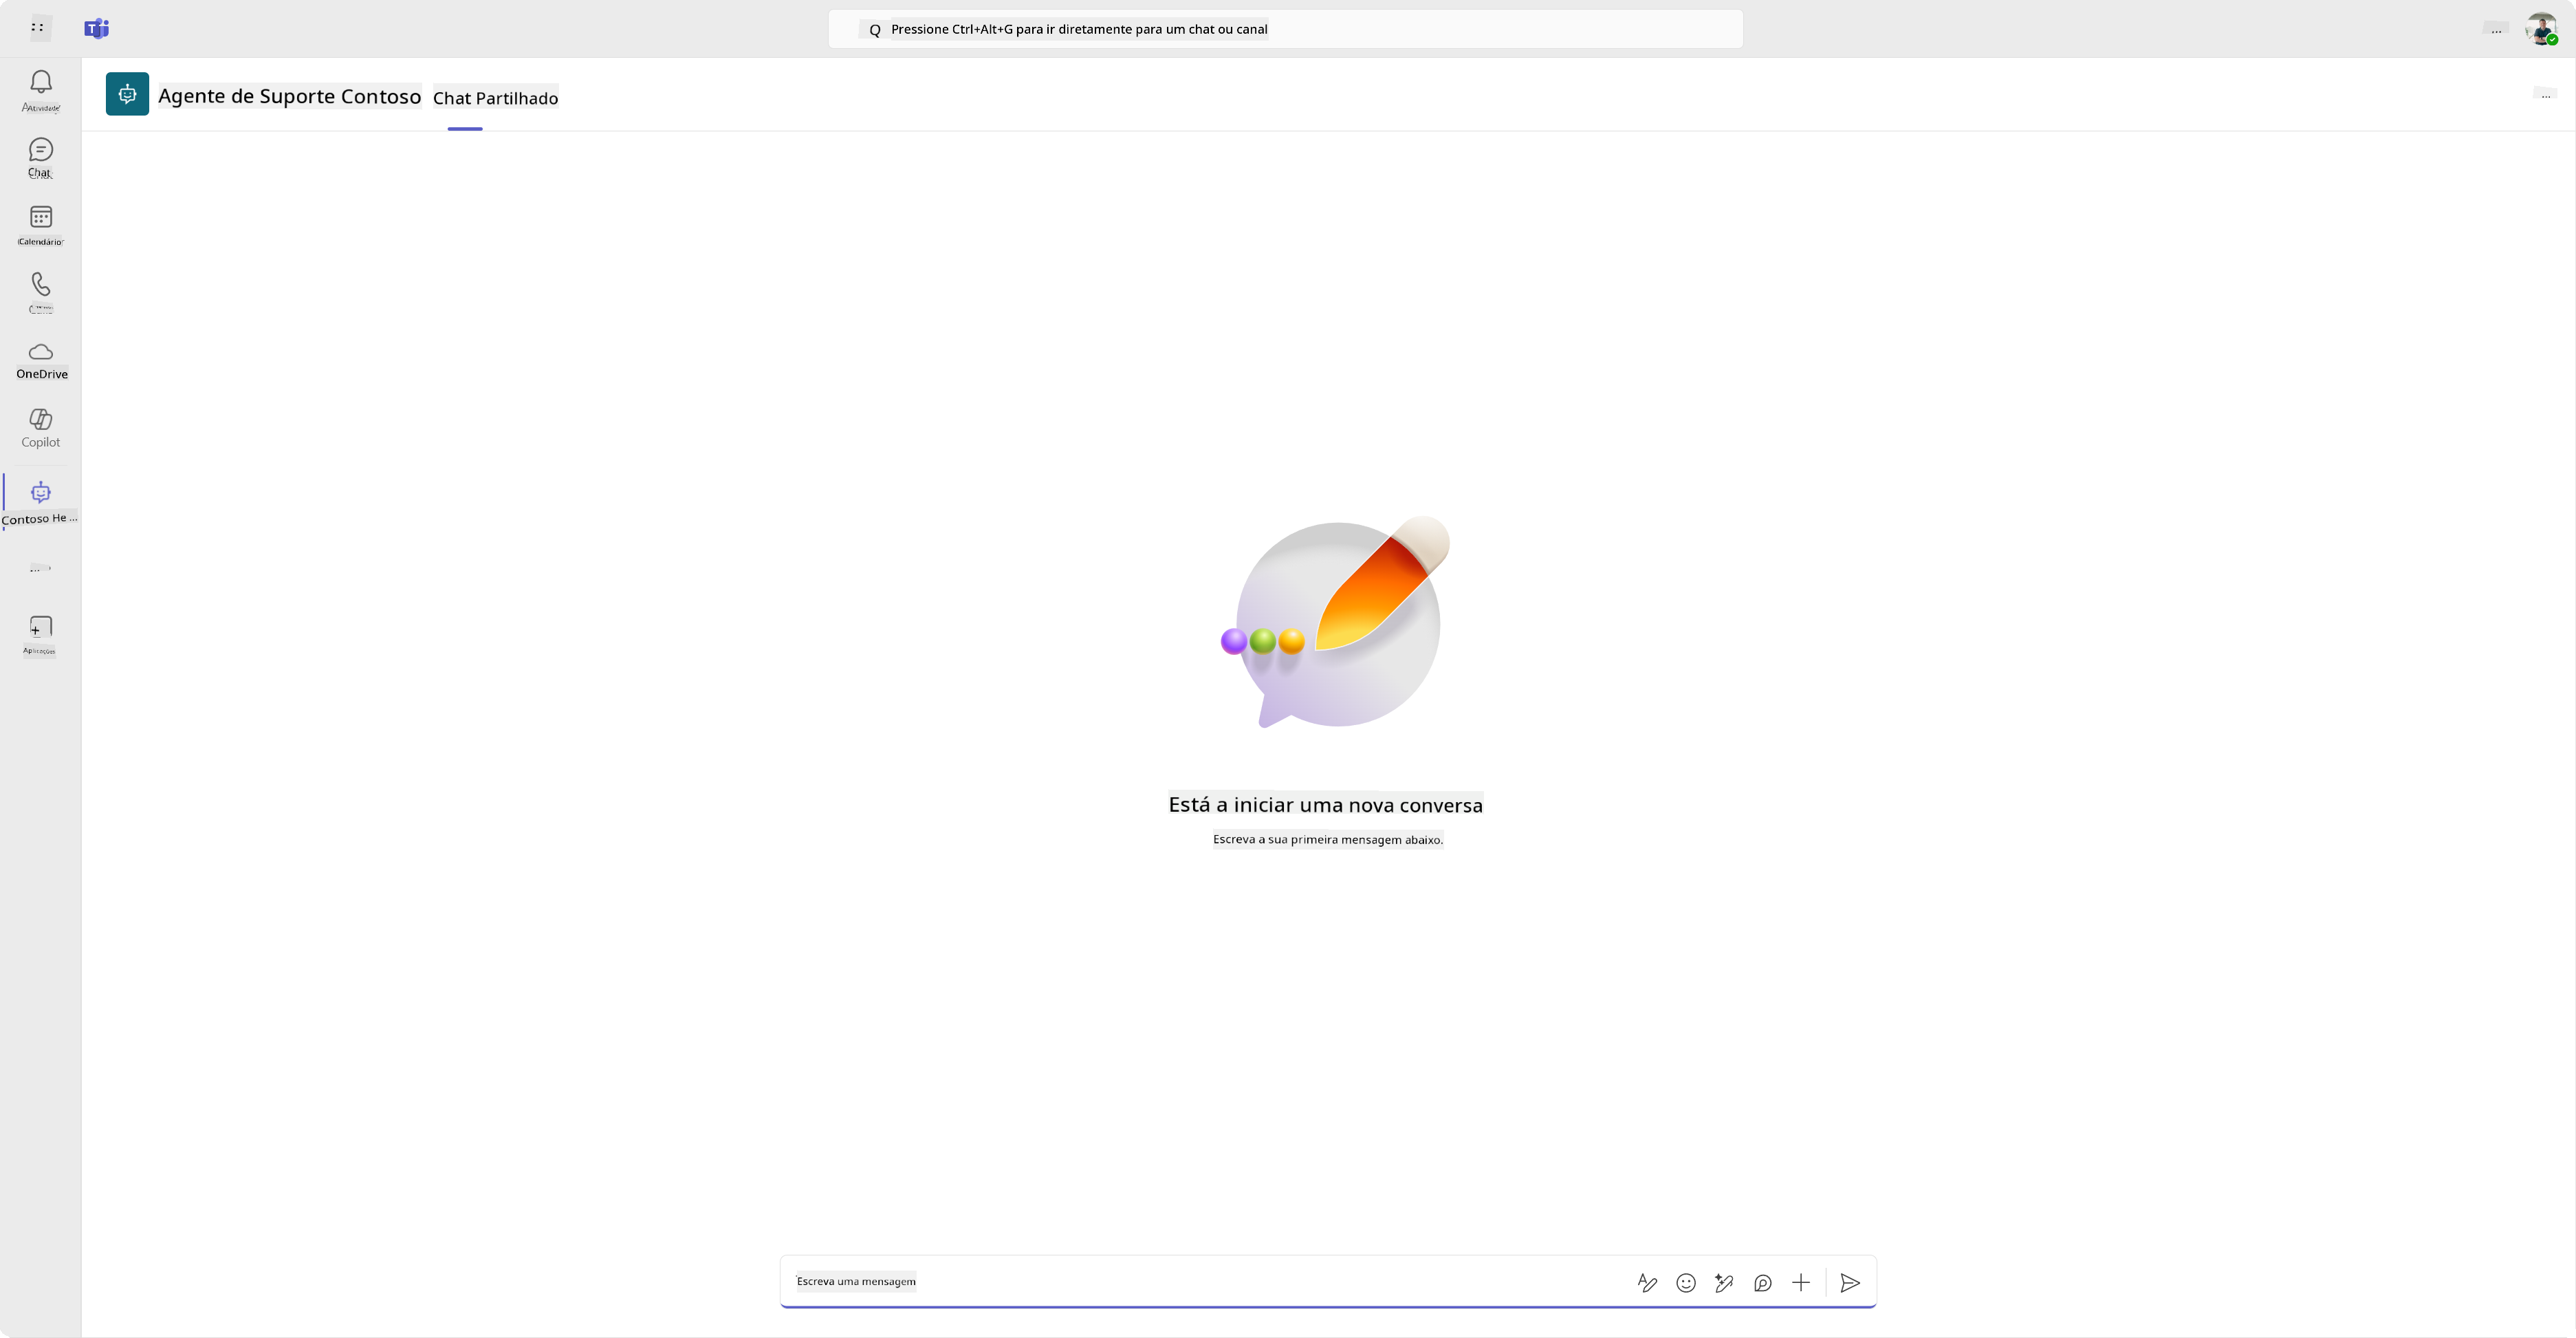 Pressione Ctrl+Alt+G para ir diretamente para um chat ou canal
...
Agente de Suporte Contoso Chat Partilhado
...
Atividade
Chat
Calendário
OneDrive
Copilot
Contoso He ...
...
Aplicações
Está a iniciar uma nova conversa
Escreva a sua primeira mensagem abaixo.
Escreva uma mensagem